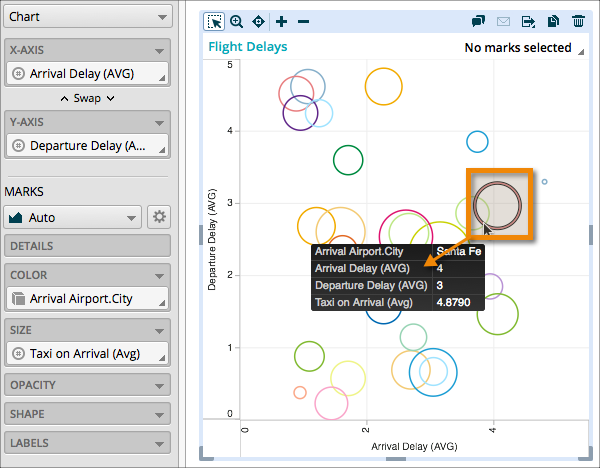 Chart
X-AXIS
Arrival Delay (AVG)
Swap
Y-AXIS
Departure Delay (A...
MARKS
Auto
DETAILS
COLOR
Arrival Airport.City
SIZE
Taxi on Arrival (Avg)
OPACITY
SHAPE
LABELS
Flight Delays
No marks selected
5
4
3
2
1
0
Departure Delay (AVG)
Arrival Airport.City Santa Fe
Arrival Delay (AVG) 4
Departure Delay (AVG) 3
Taxi on Arrival (Avg) 4.8790
0
2
4
Arrival Delay (AVG)